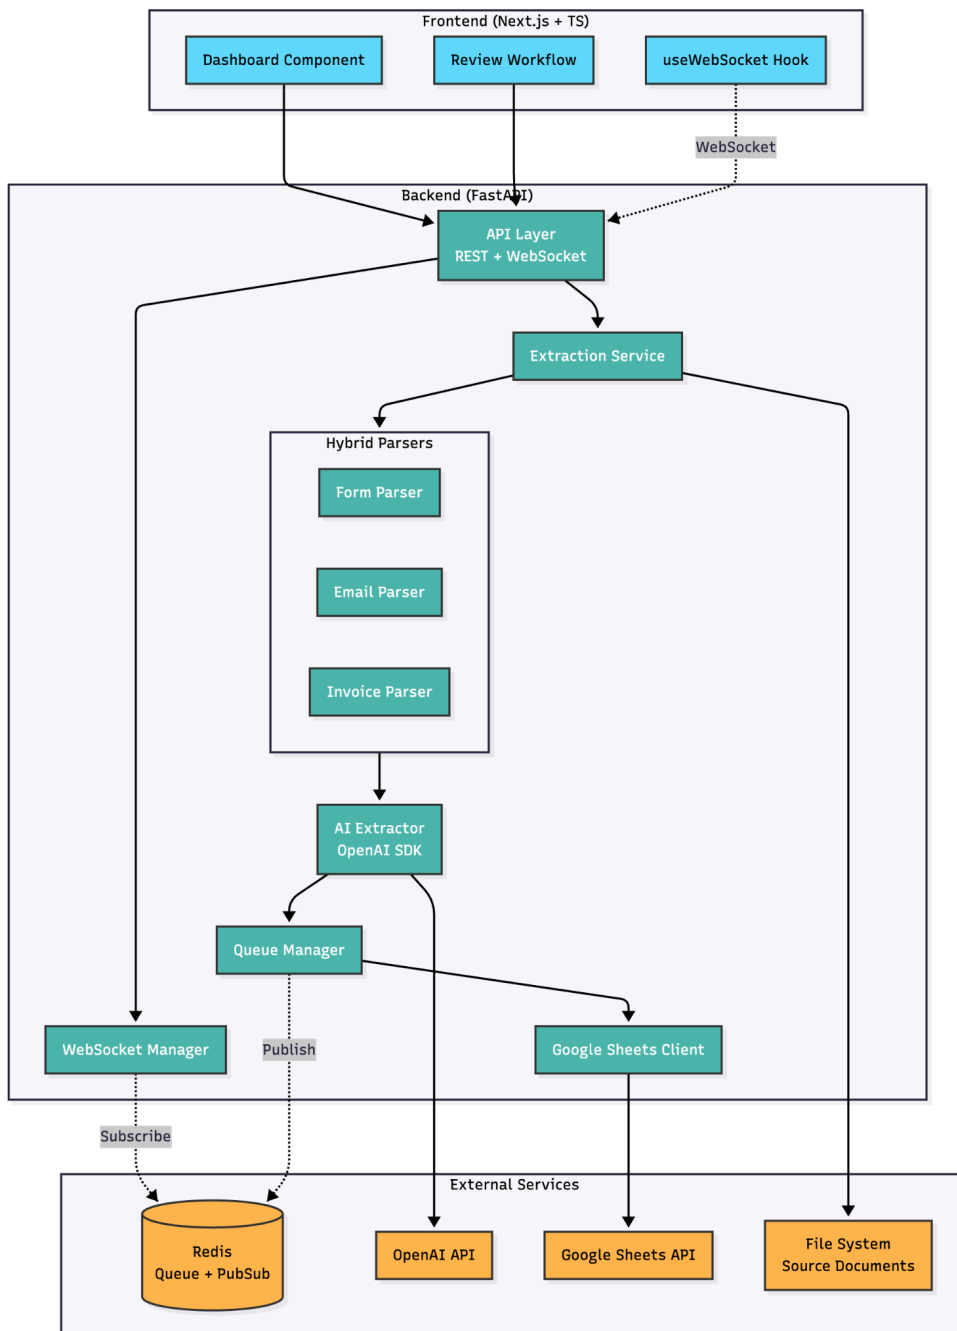 Frontend (Next.js + TS)
Dashboard Component
Review Workflow
useWebSocket Hook
WebSocket
Backend (FastAPI)
API Layer
REST + WebSocket
Extraction Service
Hybrid Parsers
Form Parser
Email Parser
Invoice Parser
AI Extractor
OpenAI SDK
Queue Manager
WebSocket Manager
Publish
Google Sheets Client
Subscribe
External Services
Redis
Queue + PubSub
OpenAI API
Google Sheets API
File System
Source Documents